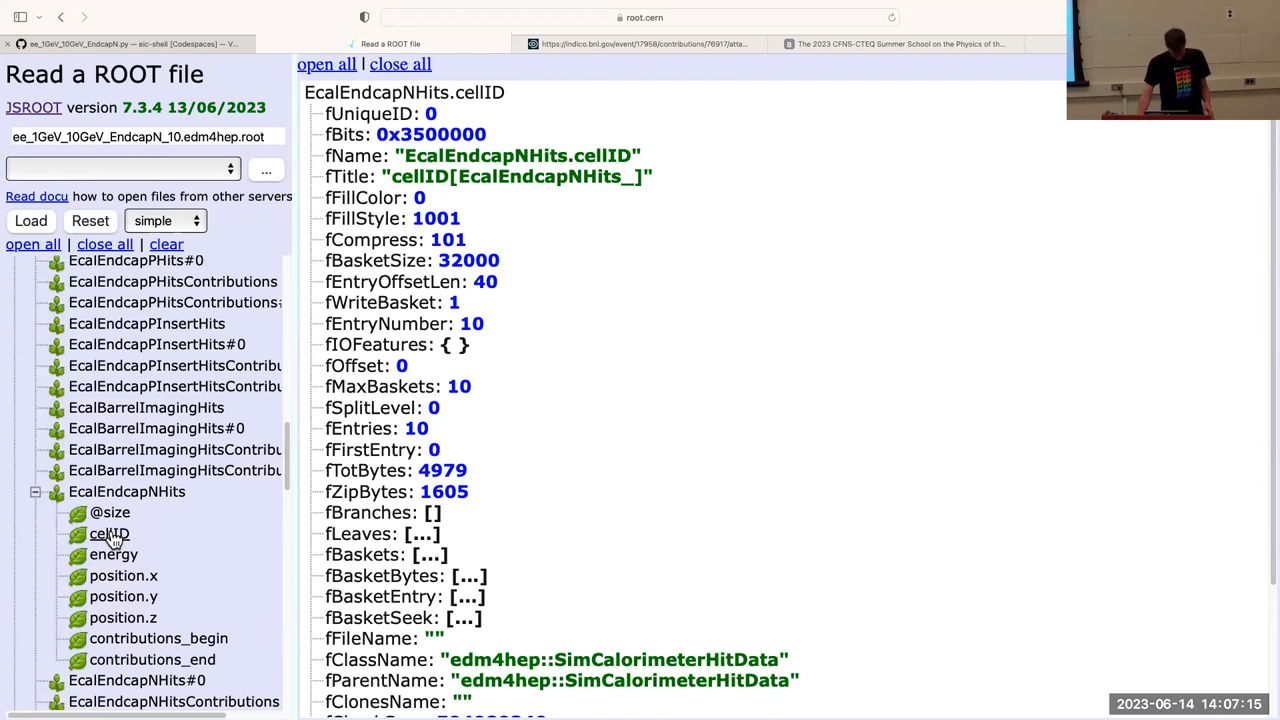 root.cern
ee_1GeV_10GeV_EndcapN.py — eic-shell [Codespaces] — V...
Read a ROOT file
https://indico.bnl.gov/event/17958/contributions/76917/atta...
The 2023 CFNS-CTEQ Summer School on the Physics of th...
Read a ROOT file
JSROOT version 7.3.4 13/06/2023
ee_1GeV_10GeV_EndcapN_10.edm4hep.root
...
Read docu how to open files from other servers
Load Reset simple
open all | close all | clear
EcalEndcapPHits#0
EcalEndcapPHitsContributions
EcalEndcapPHitsContributions
EcalEndcapPInsertHits
EcalEndcapPInsertHits#0
EcalEndcapPInsertHitsContribu
EcalEndcapPInsertHitsContribu
EcalBarrelImagingHits
EcalBarrelImagingHits#0
EcalBarrelImagingHitsContribu
EcalBarrelImagingHitsContribu
EcalEndcapNHits
@size
cellID
energy
position.x
position.y
position.z
contributions_begin
contributions_end
EcalEndcapNHits#0
EcalEndcapNHitsContributions
open all | close all
EcalEndcapNHits.cellID
fUniqueID: 0
fBits: 0x3500000
fName: "EcalEndcapNHits.cellID"
fTitle: "cellID[EcalEndcapNHits_]"
fFillColor: 0
fFillStyle: 1001
fCompress: 101
fBasketSize: 32000
fEntryOffsetLen: 40
fWriteBasket: 1
fEntryNumber: 10
fIOFeatures: { }
fOffset: 0
fMaxBaskets: 10
fSplitLevel: 0
fEntries: 10
fFirstEntry: 0
fTotBytes: 4979
fZipBytes: 1605
fBranches: []
fLeaves: [...]
fBaskets: [...]
fBasketBytes: [...]
fBasketEntry: [...]
fBasketSeek: [...]
fFileName: ""
fClassName: "edm4hep::SimCalorimeterHitData"
fParentName: "edm4hep::SimCalorimeterHitData"
fClonesName: ""
2023-06-14 14:07:15